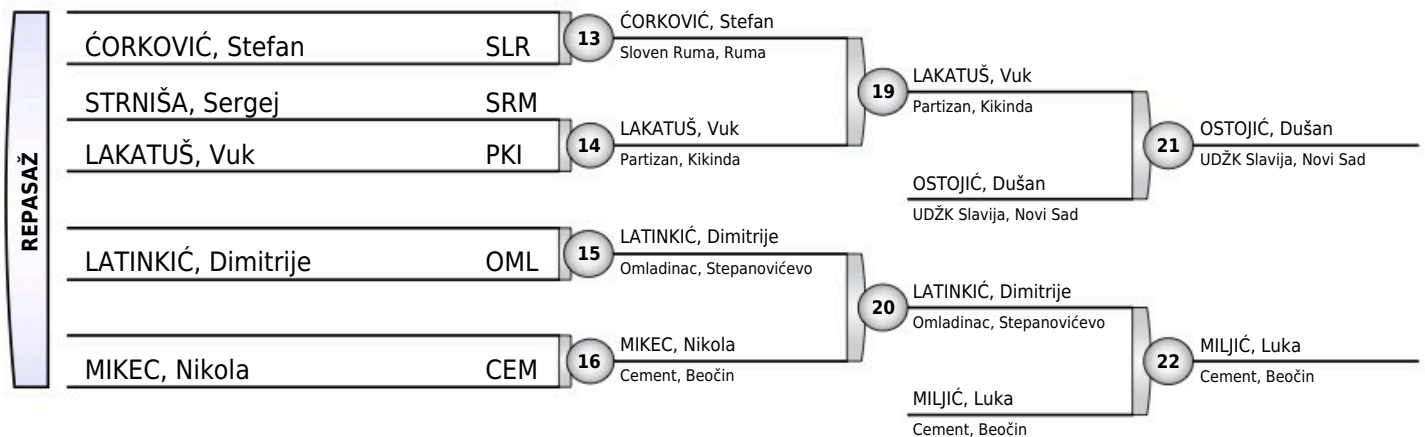 REPASAŽ
ĆORKOVIĆ, Stefan SLR
STRNIŠA, Sergej SRM
LAKATUŠ, Vuk PKI
LATINKIĆ, Dimitrije OML
MIKEC, Nikola CEM
13
ĆORKOVIĆ, Stefan
Sloven Ruma, Ruma
14
LAKATUŠ, Vuk
Partizan, Kikinda
15
LATINKIĆ, Dimitrije
Omladinac, Stepanovićevo
16
MIKEC, Nikola
Cement, Beočin
19
LAKATUŠ, Vuk
Partizan, Kikinda
OSTOJIĆ, Dušan
UDŽK Slavija, Novi Sad
20
LATINKIĆ, Dimitrije
Omladinac, Stepanovićevo
MILJIĆ, Luka
Cement, Beočin
21
OSTOJIĆ, Dušan
UDŽK Slavija, Novi Sad
22
MILJIĆ, Luka
Cement, Beočin